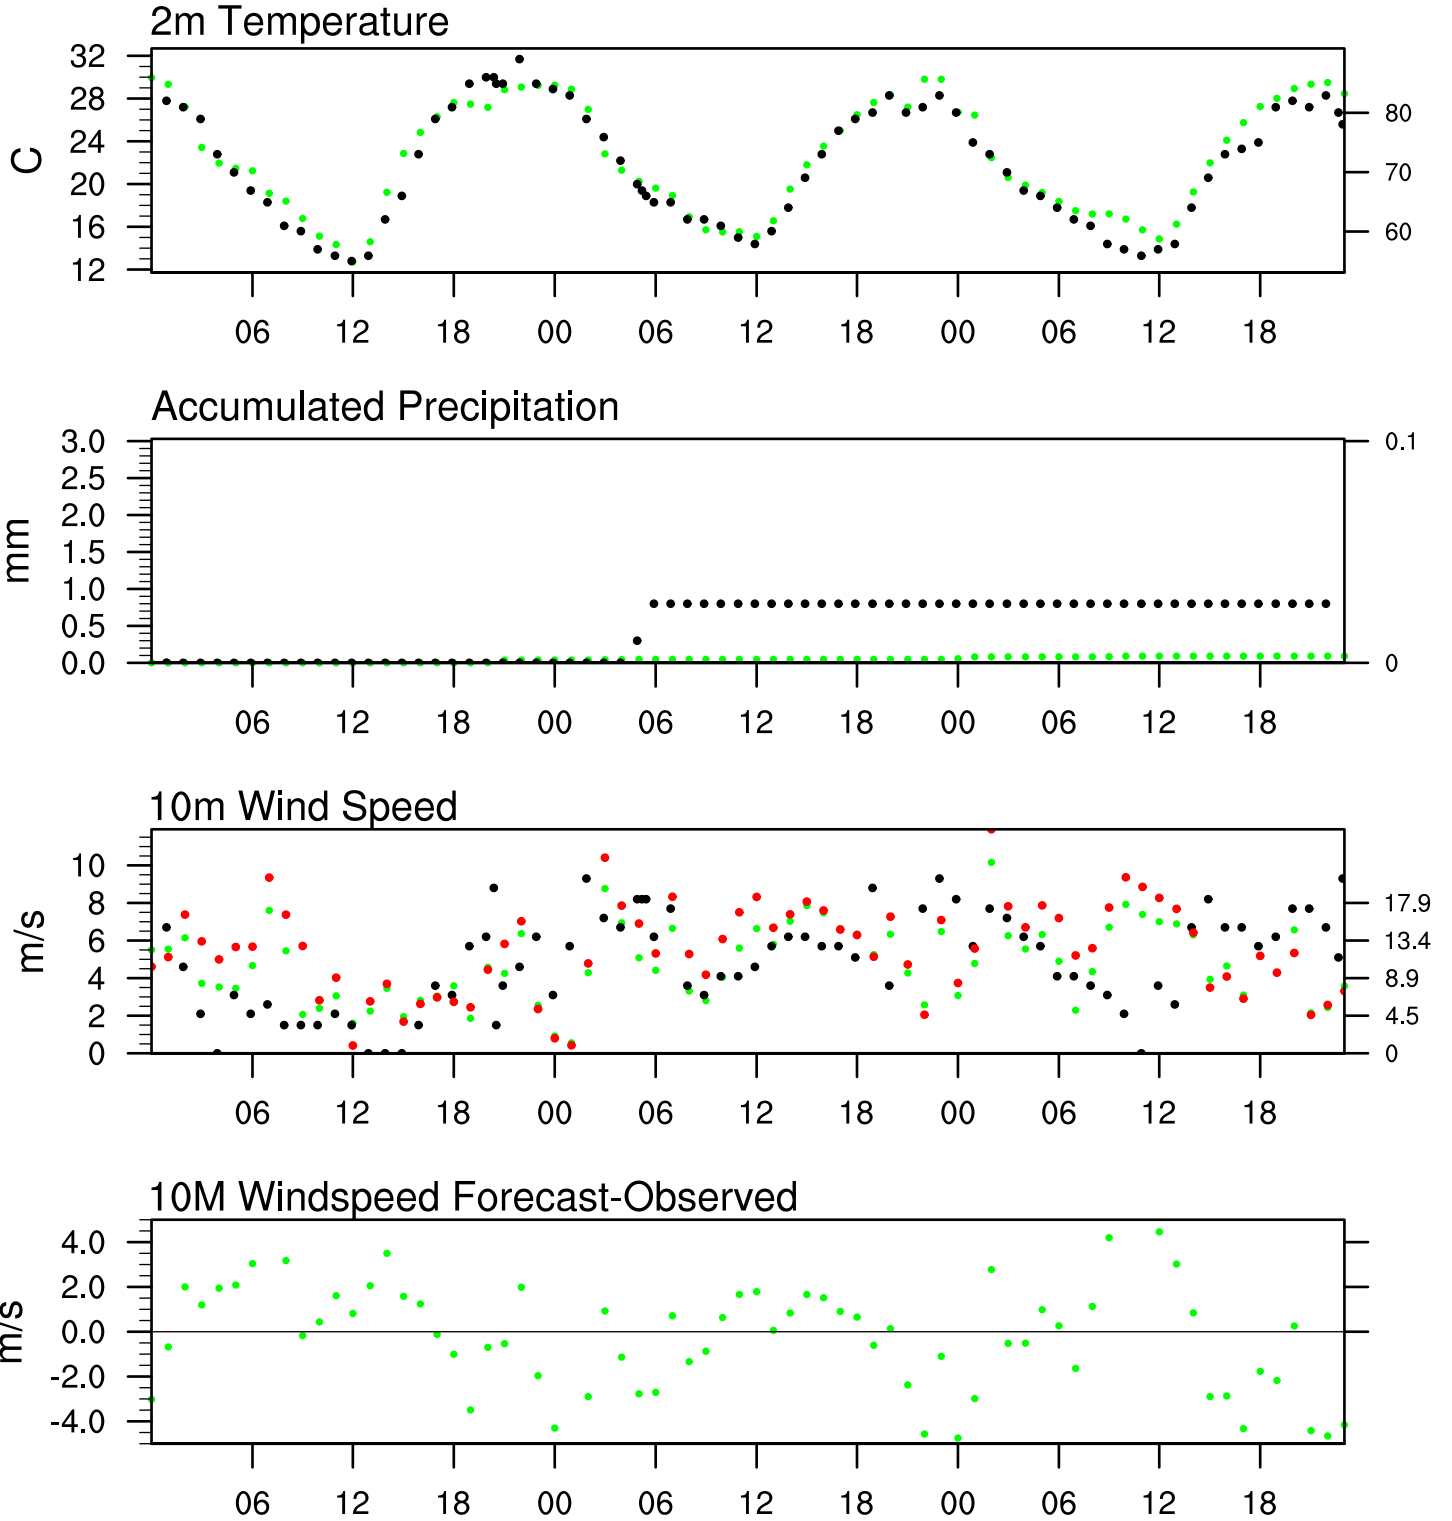 2m Temperature
32
28
24
20
16
12
C
80
70
60
06 12 18 00 06 12 18 00 06 12 18
Accumulated Precipitation
3.0
2.5
2.0
1.5
1.0
0.5
0.0
mm
0.1
0
06 12 18 00 06 12 18 00 06 12 18
10m Wind Speed
10
8
6
4
2
0
m/s
17.9
13.4
8.9
4.5
0
06 12 18 00 06 12 18 00 06 12 18
10M Windspeed Forecast-Observed
4.0
2.0
0.0
-2.0
-4.0
m/s
06 12 18 00 06 12 18 00 06 12 18